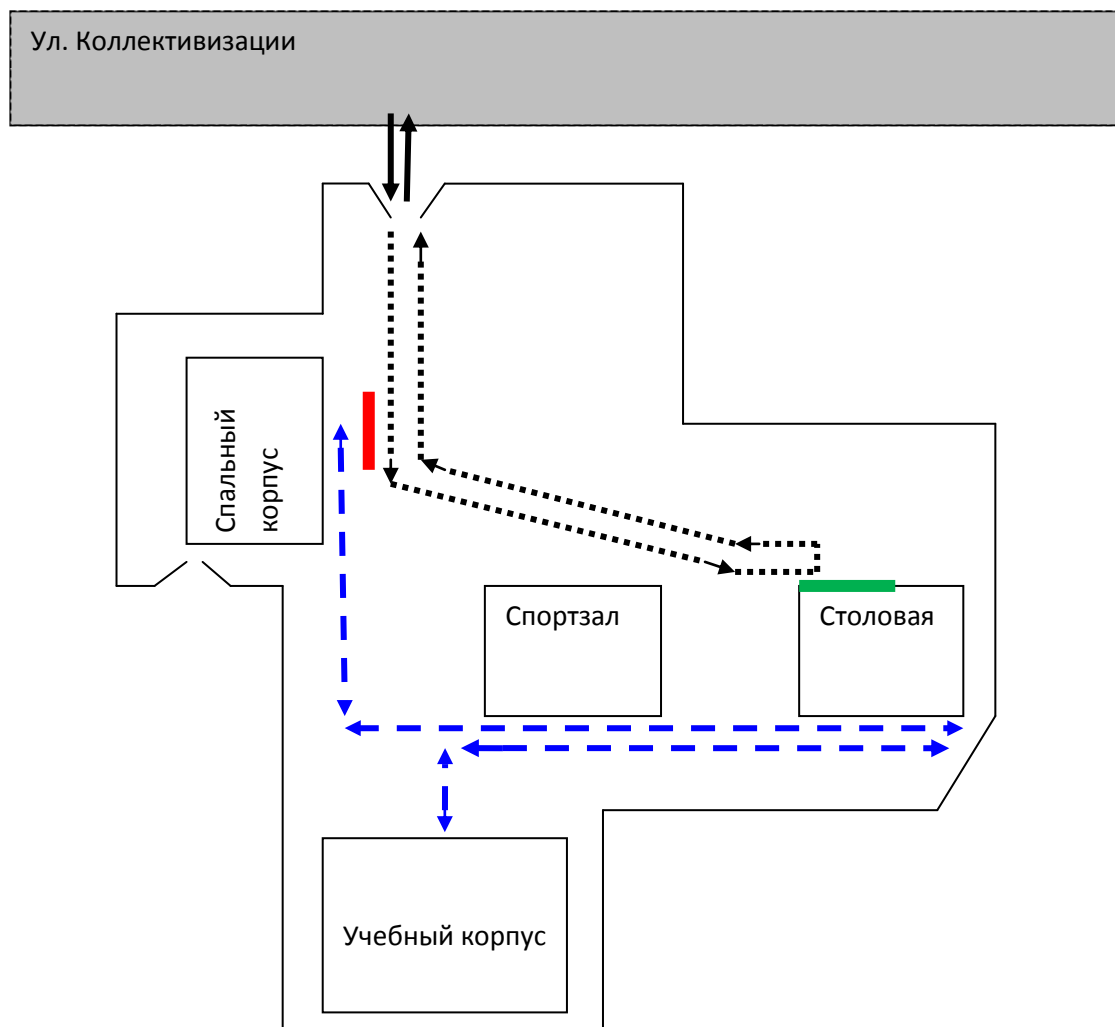 Ул. Коллективизации
Спальный
корпус
Спортзал
Столовая
Учебный корпус